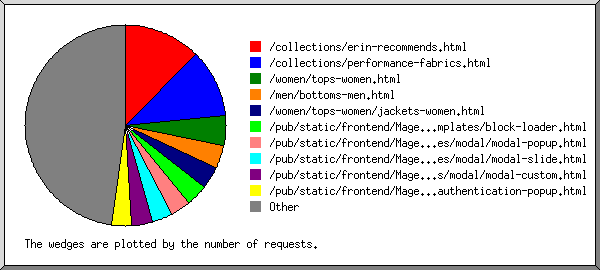 /collections/erin-recommends.html
/collections/performance-fabrics.html
/women/tops-women.html
/men/bottoms-men.html
/women/tops-women/jackets-women.html
/pub/static/frontend/Mage...mplates/block-loader.html
/pub/static/frontend/Mage...es/modal/modal-popup.html
/pub/static/frontend/Mage...es/modal/modal-slide.html
/pub/static/frontend/Mage...s/modal/modal-custom.html
/pub/static/frontend/Mage...authentication-popup.html
Other
The wedges are plotted by the number of requests.